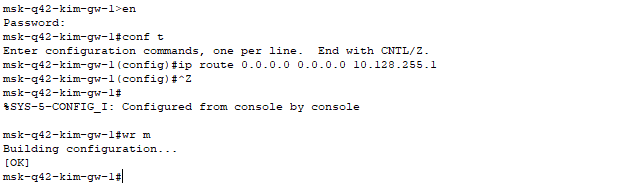 msk-q42-kim-gw-1>en
Password:
msk-q42-kim-gw-1#conf t
Enter configuration commands, one per line.  End with CNTL/Z.
msk-q42-kim-gw-1(config)#ip route 0.0.0.0 0.0.0.0 10.128.255.1
msk-q42-kim-gw-1(config)#^Z
msk-q42-kim-gw-1#
%SYS-5-CONFIG_I: Configured from console by console
msk-q42-kim-gw-1#wr m
Building configuration...
[OK]
msk-q42-kim-gw-1#